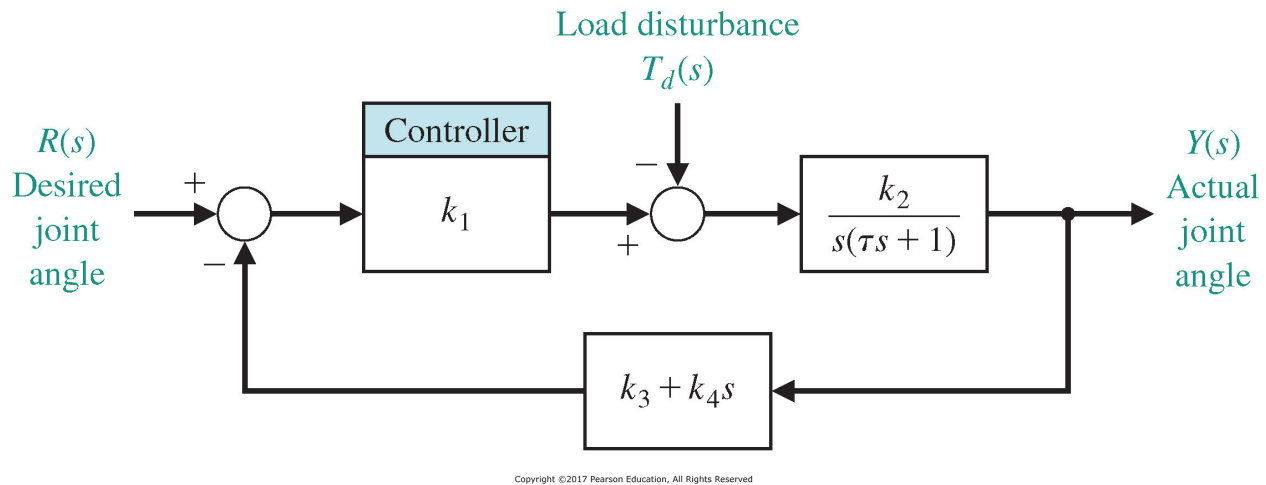 Load disturbance
T_d(s)
R(s)
Desired
joint
angle
+
−
Controller
k_1
−
+
k_2
s(τs + 1)
Y(s)
Actual
joint
angle
k_3 + k_4s
Copyright ©2017 Pearson Education, All Rights Reserved